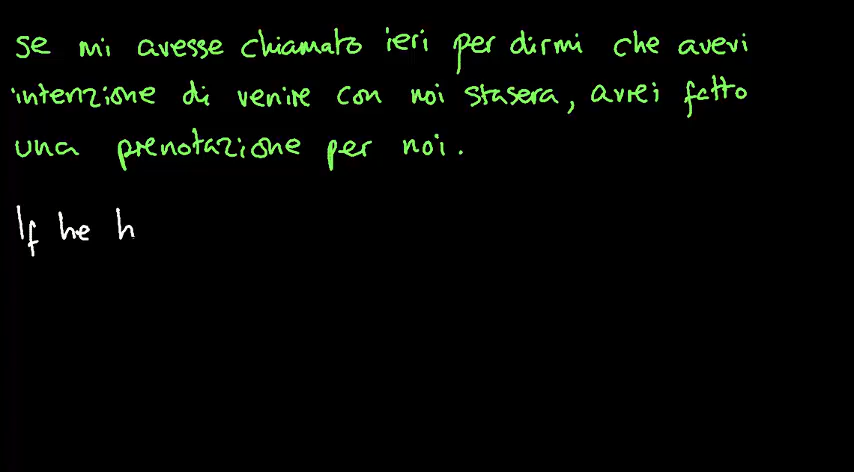 se mi avesse chiamato ieri per dirmi che avevi
intenzione di venire con noi stasera, avrei fatto
una prenotazione per noi.
If he h